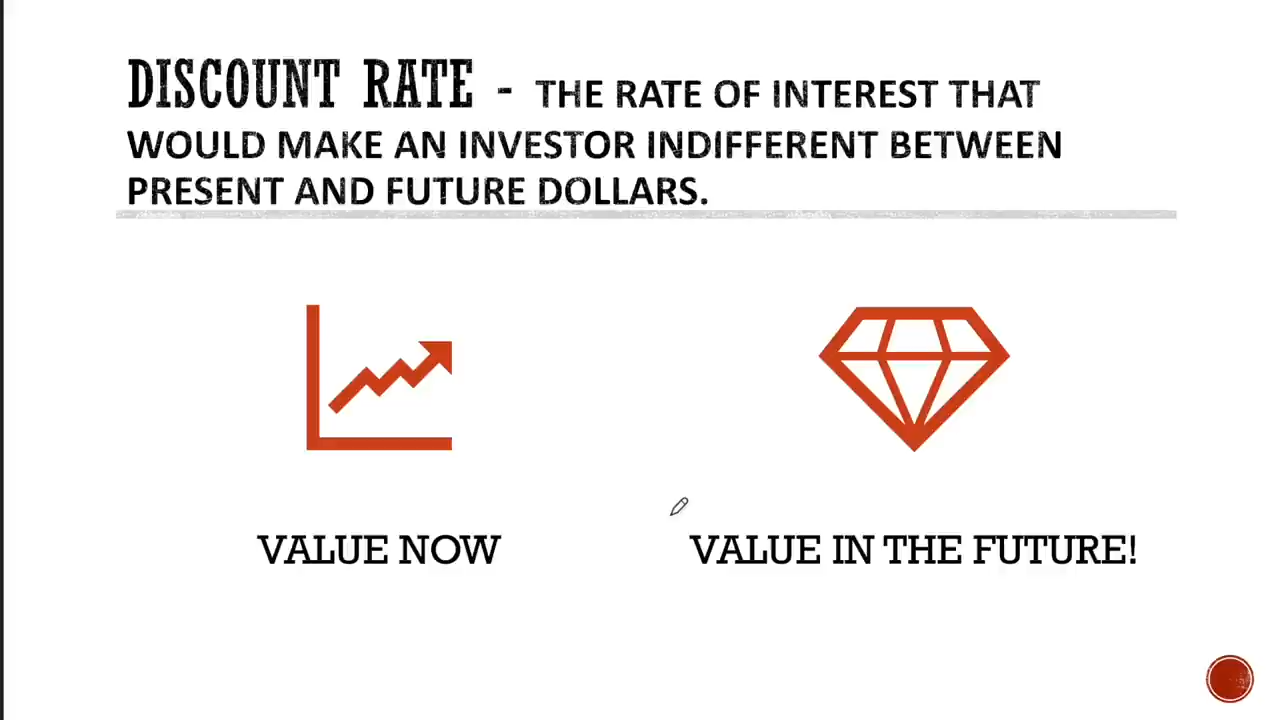 DISCOUNT RATE - THE RATE OF INTEREST THAT
WOULD MAKE AN INVESTOR INDIFFERENT BETWEEN
PRESENT AND FUTURE DOLLARS.
VALUE NOW
VALUE IN THE FUTURE!